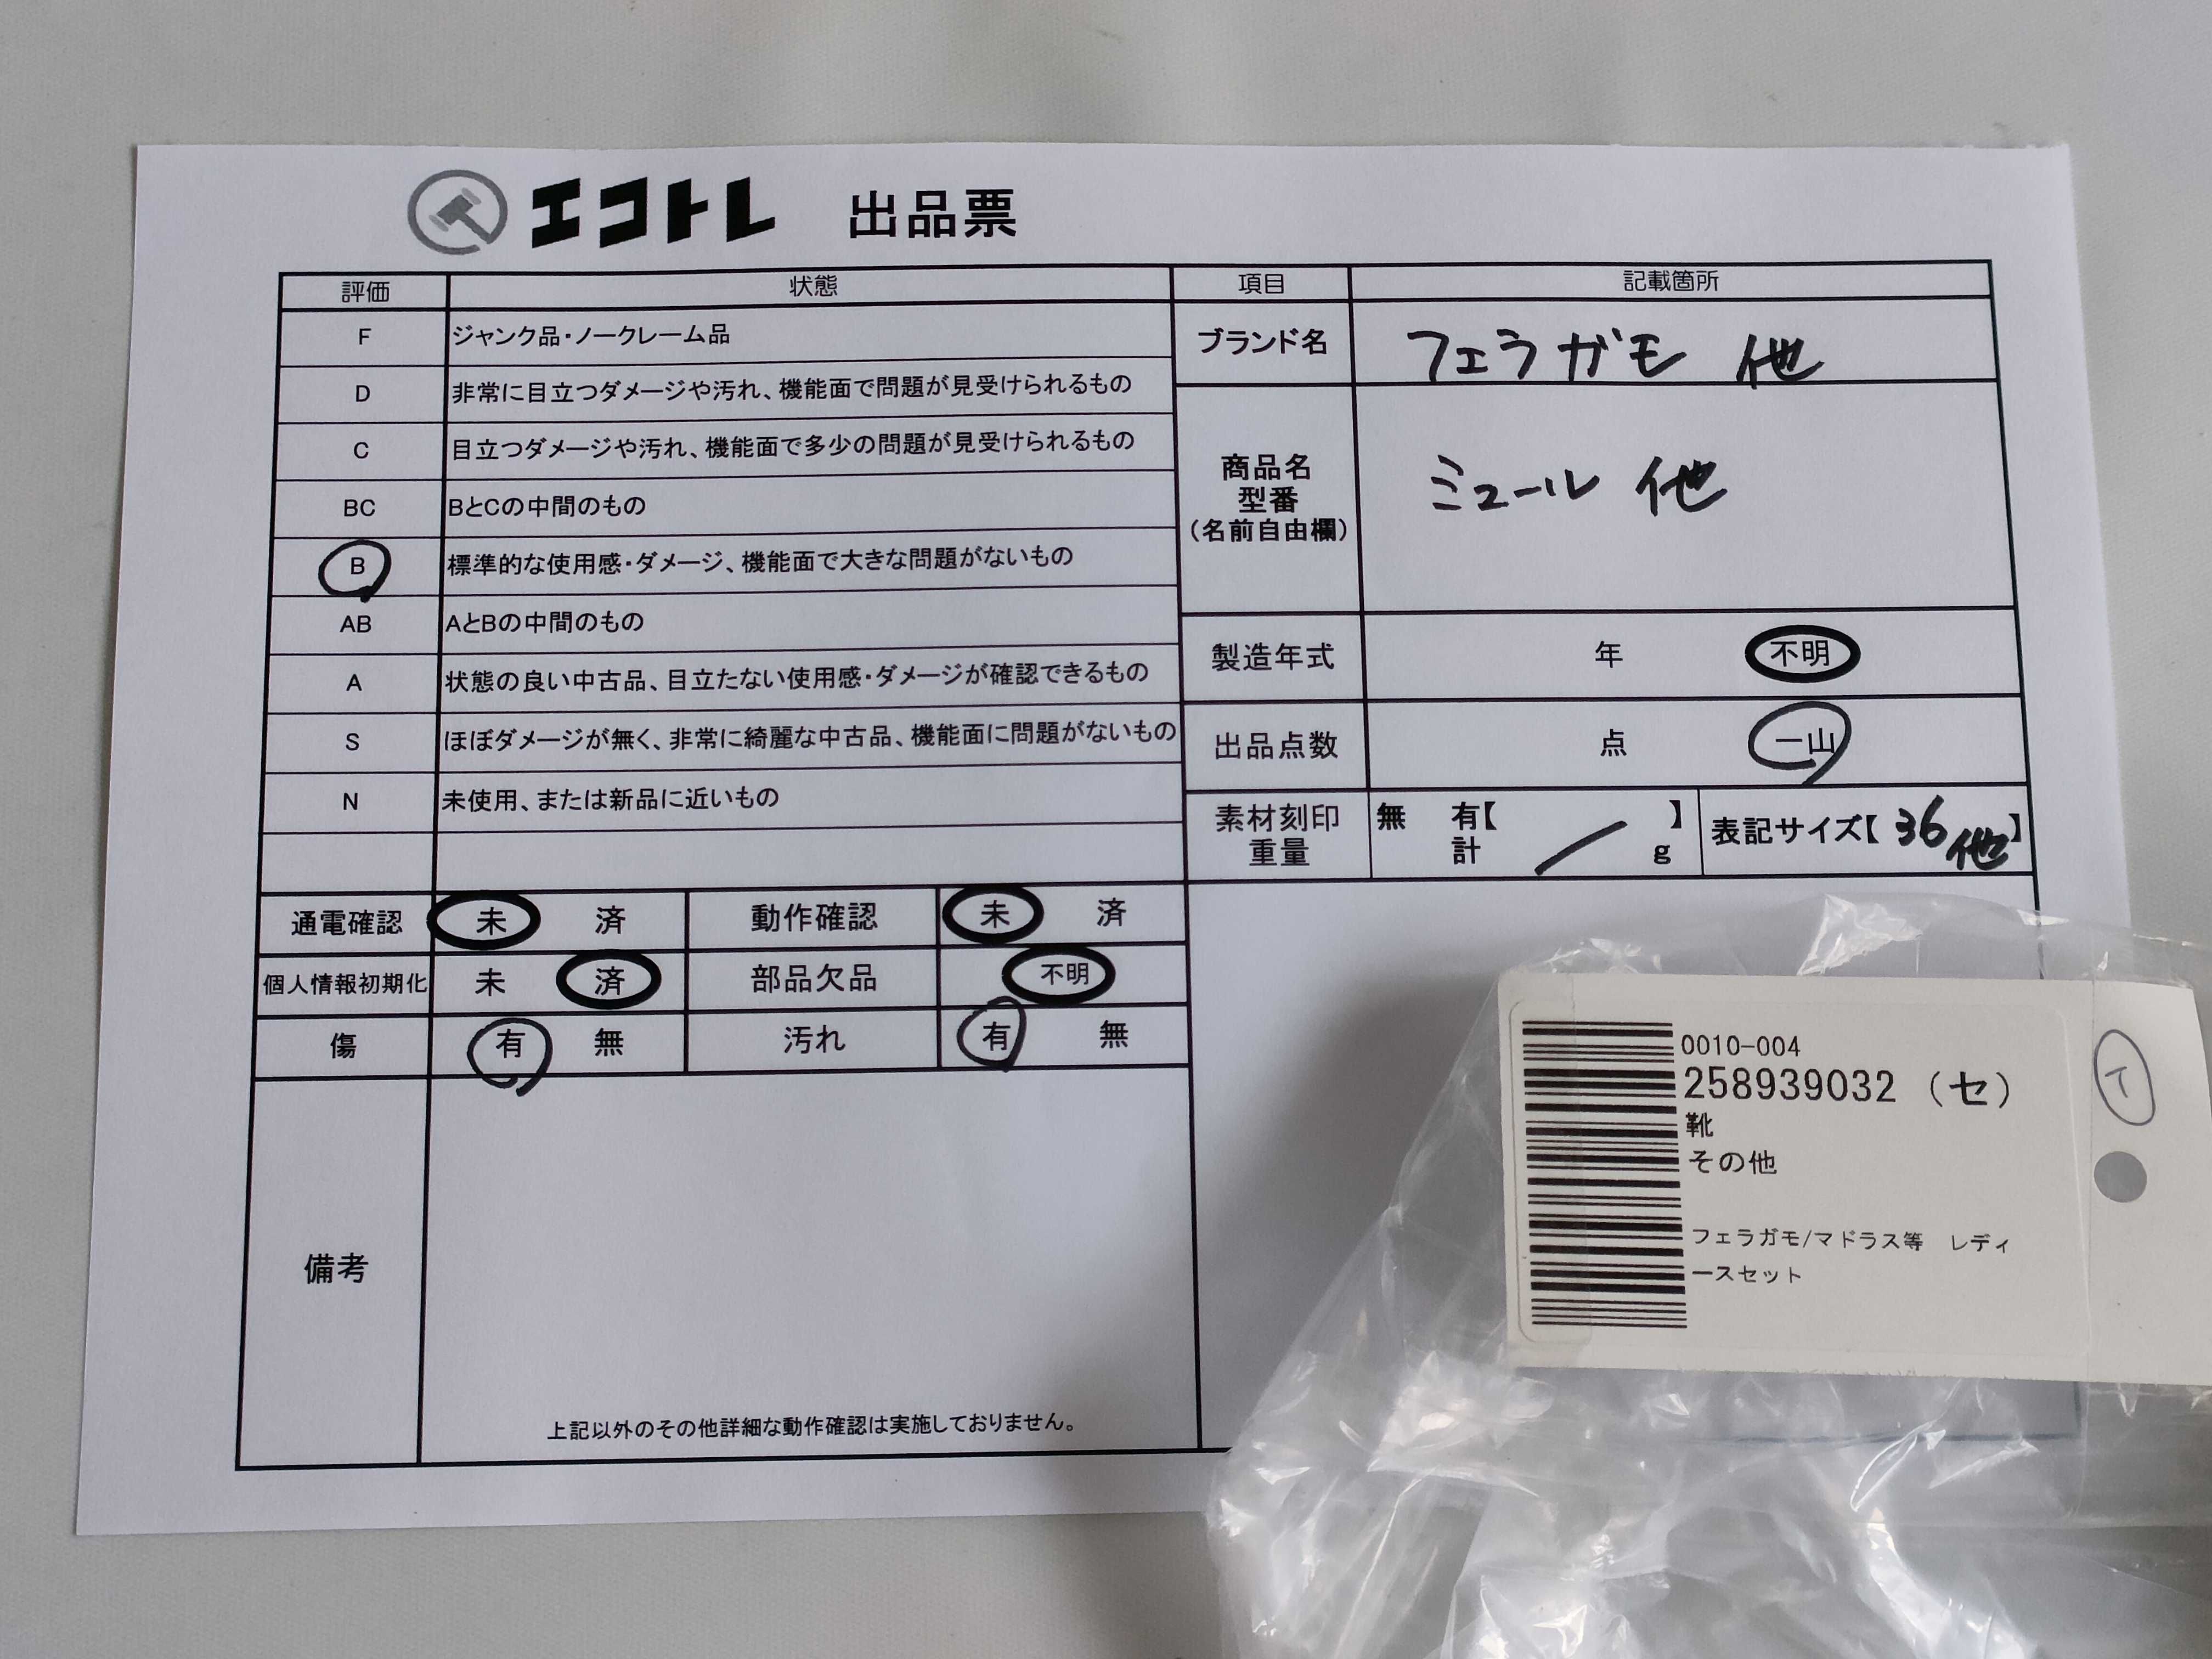 エコトレ 出品票
評価 状態 項目 記載箇所
F ジャンク品・ノークレーム品
D 非常に目立つダメージや汚れ、機能面で問題が見受けられるもの
C 目立つダメージや汚れ、機能面で多少の問題が見受けられるもの
BC BとCの中間のもの
B 標準的な使用感・ダメージ、機能面で大きな問題がないもの
AB AとBの中間のもの
A 状態の良い中古品、目立たない使用感・ダメージが確認できるもの
S ほぼダメージが無く、非常に綺麗な中古品、機能面に問題がないもの
N 未使用、または新品に近いもの
ブランド名 フェラガモ 他
商品名
型番
(名前自由欄)
ミュール 他
製造年式 年 不明
出品点数 点 一山
素材刻印 無 有【 】
重量 計 g
表記サイズ【 36他 】
通電確認 未 済 動作確認 未 済
個人情報初期化 未 済 部品欠品 不明
傷 有 無 汚れ 有 無
備考
上記以外のその他詳細な動作確認は実施しておりません。
0010-004
258939032 (セ)
靴
その他
フェラガモ/マドラス等 レディ
ースセット